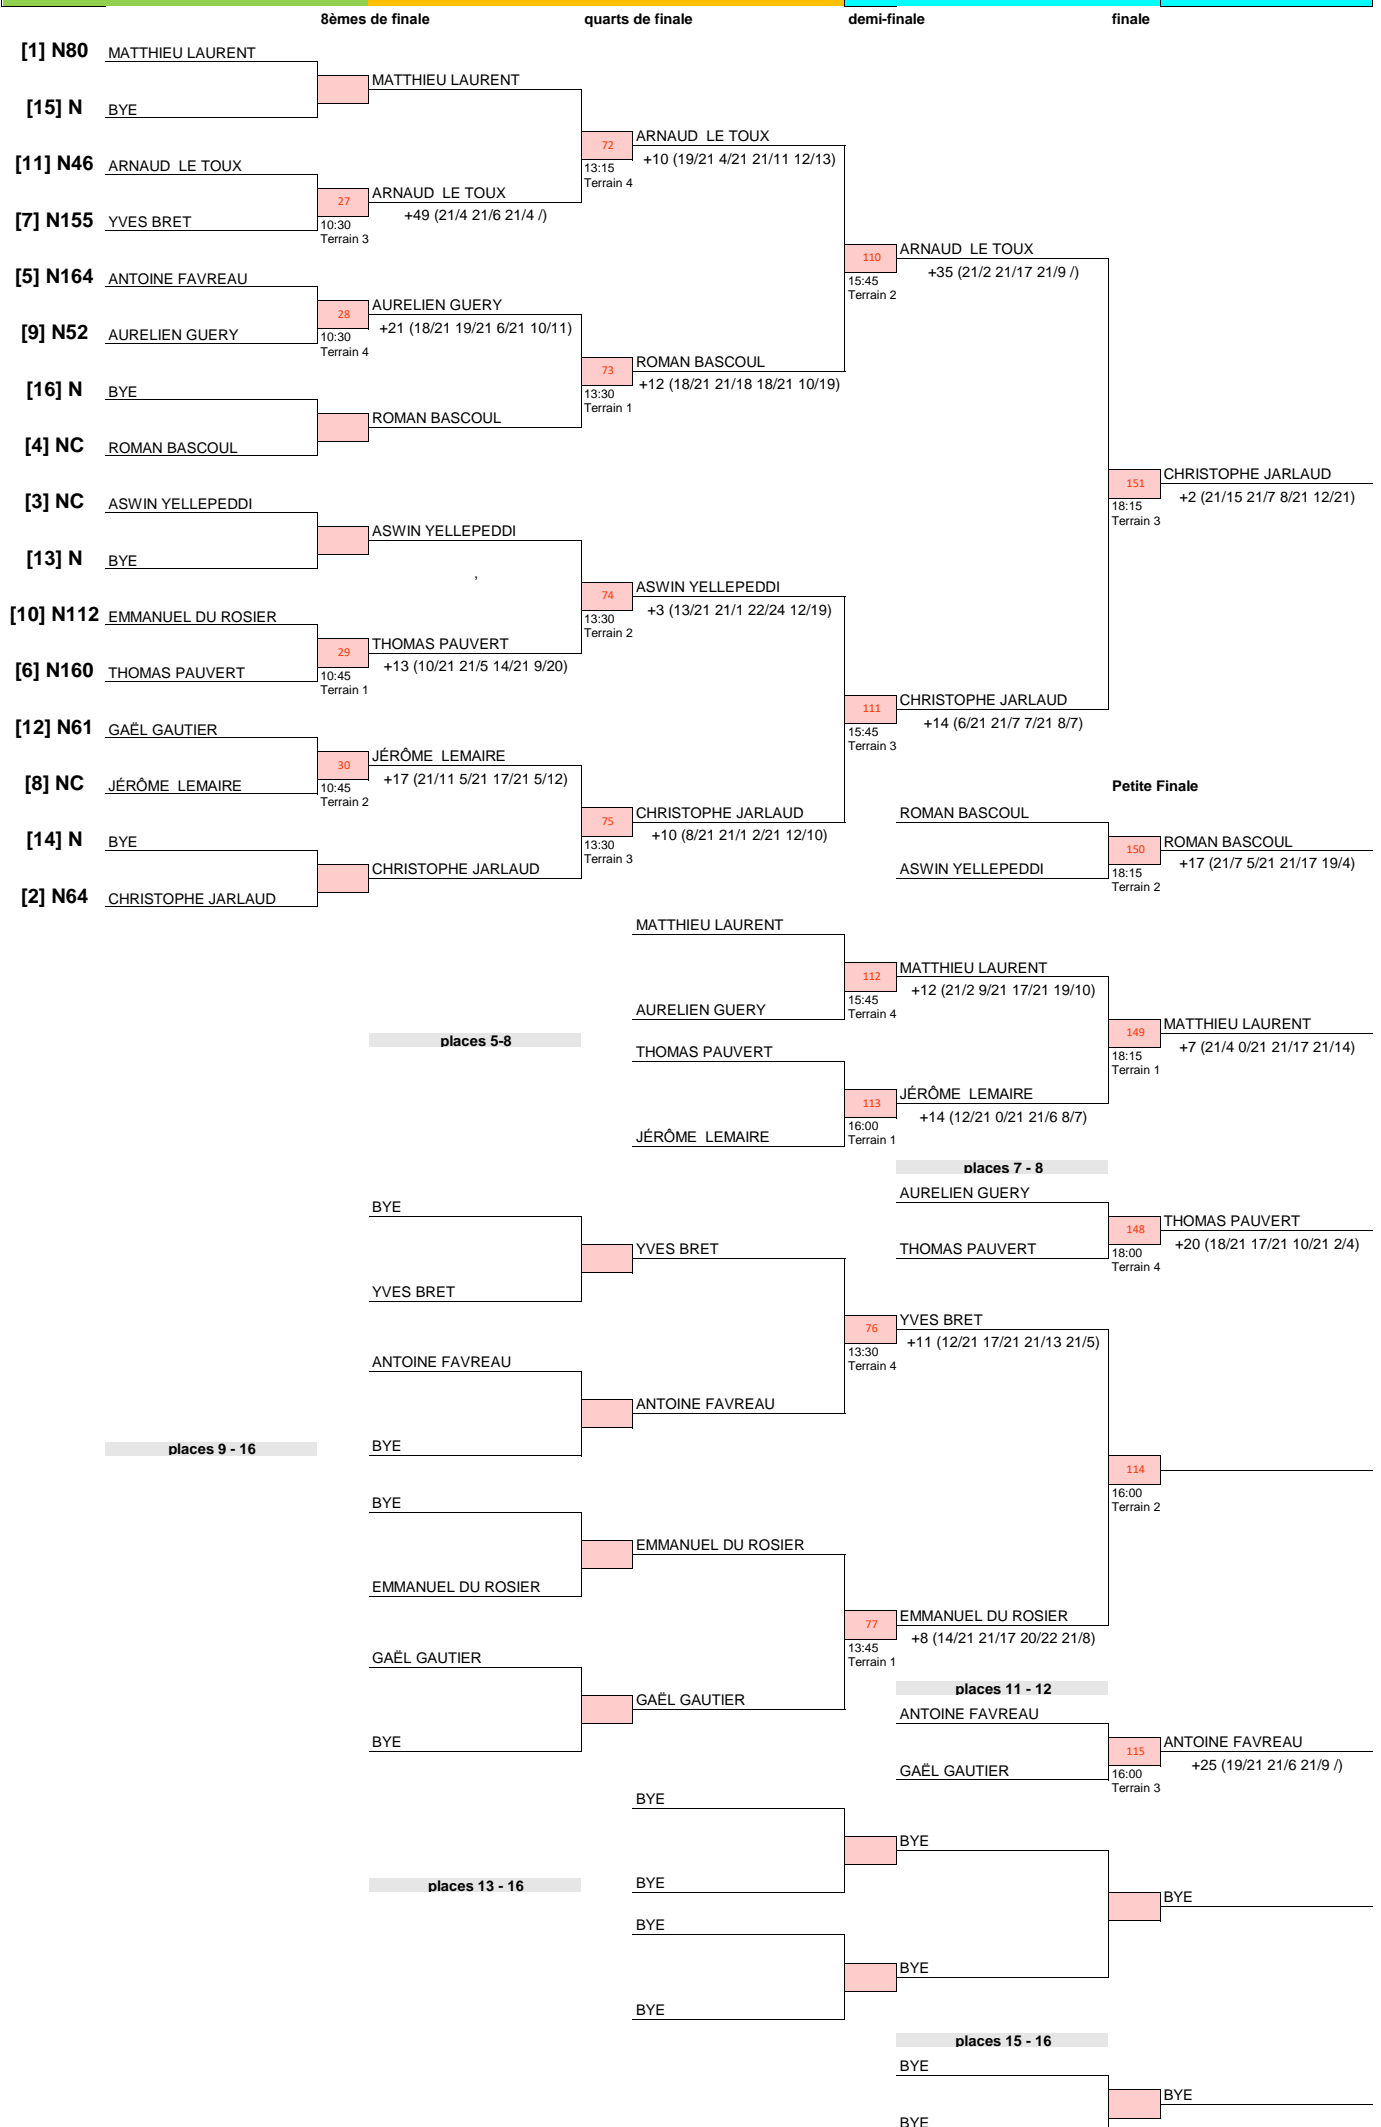 8èmes de finale quarts de finale demi-finale finale
[1] N80 MATTHIEU LAURENT
MATTHIEU LAURENT
[15] N BYE
72 ARNAUD LE TOUX
+10 (19/21 4/21 21/11 12/13)
13:15
Terrain 4
[11] N46 ARNAUD LE TOUX
27 ARNAUD LE TOUX
+49 (21/4 21/6 21/4 /)
10:30
Terrain 3
[7] N155 YVES BRET
110 ARNAUD LE TOUX
+35 (21/2 21/17 21/9 /)
15:45
Terrain 2
[5] N164 ANTOINE FAVREAU
28 AURELIEN GUERY
+21 (18/21 19/21 6/21 10/11)
10:30
Terrain 4
[9] N52 AURELIEN GUERY
73 ROMAN BASCOUL
+12 (18/21 21/18 18/21 10/19)
13:30
Terrain 1
[16] N BYE
ROMAN BASCOUL
[4] NC ROMAN BASCOUL
151 CHRISTOPHE JARLAUD
+2 (21/15 21/7 8/21 12/21)
18:15
Terrain 3
[3] NC ASWIN YELLEPEDDI
ASWIN YELLEPEDDI
[13] N BYE
,
74 ASWIN YELLEPEDDI
+3 (13/21 21/1 22/24 12/19)
13:30
Terrain 2
[10] N112 EMMANUEL DU ROSIER
29 THOMAS PAUVERT
+13 (10/21 21/5 14/21 9/20)
10:45
Terrain 1
[6] N160 THOMAS PAUVERT
111 CHRISTOPHE JARLAUD
+14 (6/21 21/7 7/21 8/7)
15:45
Terrain 3
[12] N61 GAËL GAUTIER
30 JÉRÔME LEMAIRE
+17 (21/11 5/21 17/21 5/12)
10:45
Terrain 2
[8] NC JÉRÔME LEMAIRE
75 CHRISTOPHE JARLAUD
+10 (8/21 21/1 2/21 12/10)
13:30
Terrain 3
[14] N BYE
CHRISTOPHE JARLAUD
[2] N64 CHRISTOPHE JARLAUD
Petite Finale
ROMAN BASCOUL
150 ROMAN BASCOUL
+17 (21/7 5/21 21/17 19/4)
ASWIN YELLEPEDDI
18:15
Terrain 2
MATTHIEU LAURENT
112 MATTHIEU LAURENT
+12 (21/2 9/21 17/21 19/10)
15:45
Terrain 4
AURELIEN GUERY
149 MATTHIEU LAURENT
+7 (21/4 0/21 21/17 21/14)
18:15
Terrain 1
places 5-8
THOMAS PAUVERT
113 JÉRÔME LEMAIRE
+14 (12/21 0/21 21/6 8/7)
16:00
Terrain 1
JÉRÔME LEMAIRE
places 7 - 8
AURELIEN GUERY
148 THOMAS PAUVERT
+20 (18/21 17/21 10/21 2/4)
THOMAS PAUVERT
18:00
Terrain 4
BYE
YVES BRET
YVES BRET
76 YVES BRET
+11 (12/21 17/21 21/13 21/5)
13:30
Terrain 4
ANTOINE FAVREAU
ANTOINE FAVREAU
BYE
places 9 - 16
114
16:00
Terrain 2
BYE
EMMANUEL DU ROSIER
EMMANUEL DU ROSIER
77 EMMANUEL DU ROSIER
+8 (14/21 21/17 20/22 21/8)
13:45
Terrain 1
GAËL GAUTIER
GAËL GAUTIER
BYE
places 11 - 12
ANTOINE FAVREAU
115 ANTOINE FAVREAU
+25 (19/21 21/6 21/9 /)
GAËL GAUTIER
16:00
Terrain 3
BYE
BYE
BYE
places 13 - 16
BYE
BYE
BYE
BYE
places 15 - 16
BYE
BYE
BYE